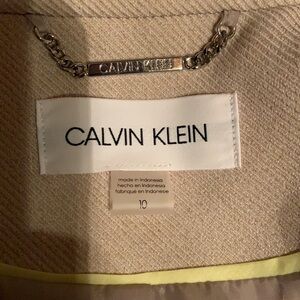 CALVIN KLEIN
CALVIN KLEIN
made in Indonesia
hecho en Indonesia
fabriqué en Indonésie
10